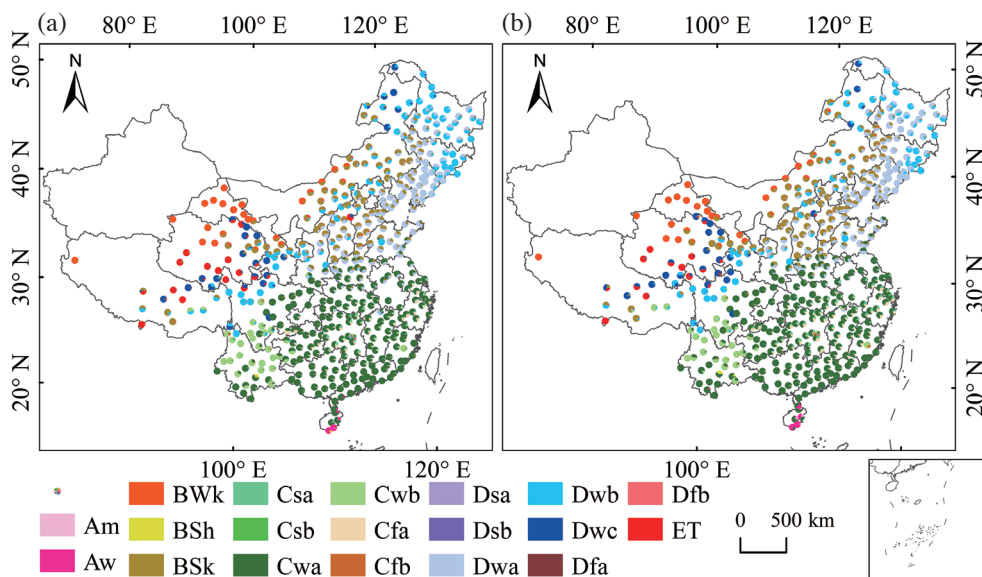 (a) 80° E 100° E 120° E
(b) 80° E 100° E 120° E
N
N
50° N
40° N
30° N
20° N
50° N
40° N
30° N
20° N
100° E 120° E
100° E 120° E
BWk Csa Cwb Dsa Dwb Dfb
Am BSh Csb Cfa Dsb Dwc ET
Aw BSk Cwa Cfb Dwa Dfa
0 500 km